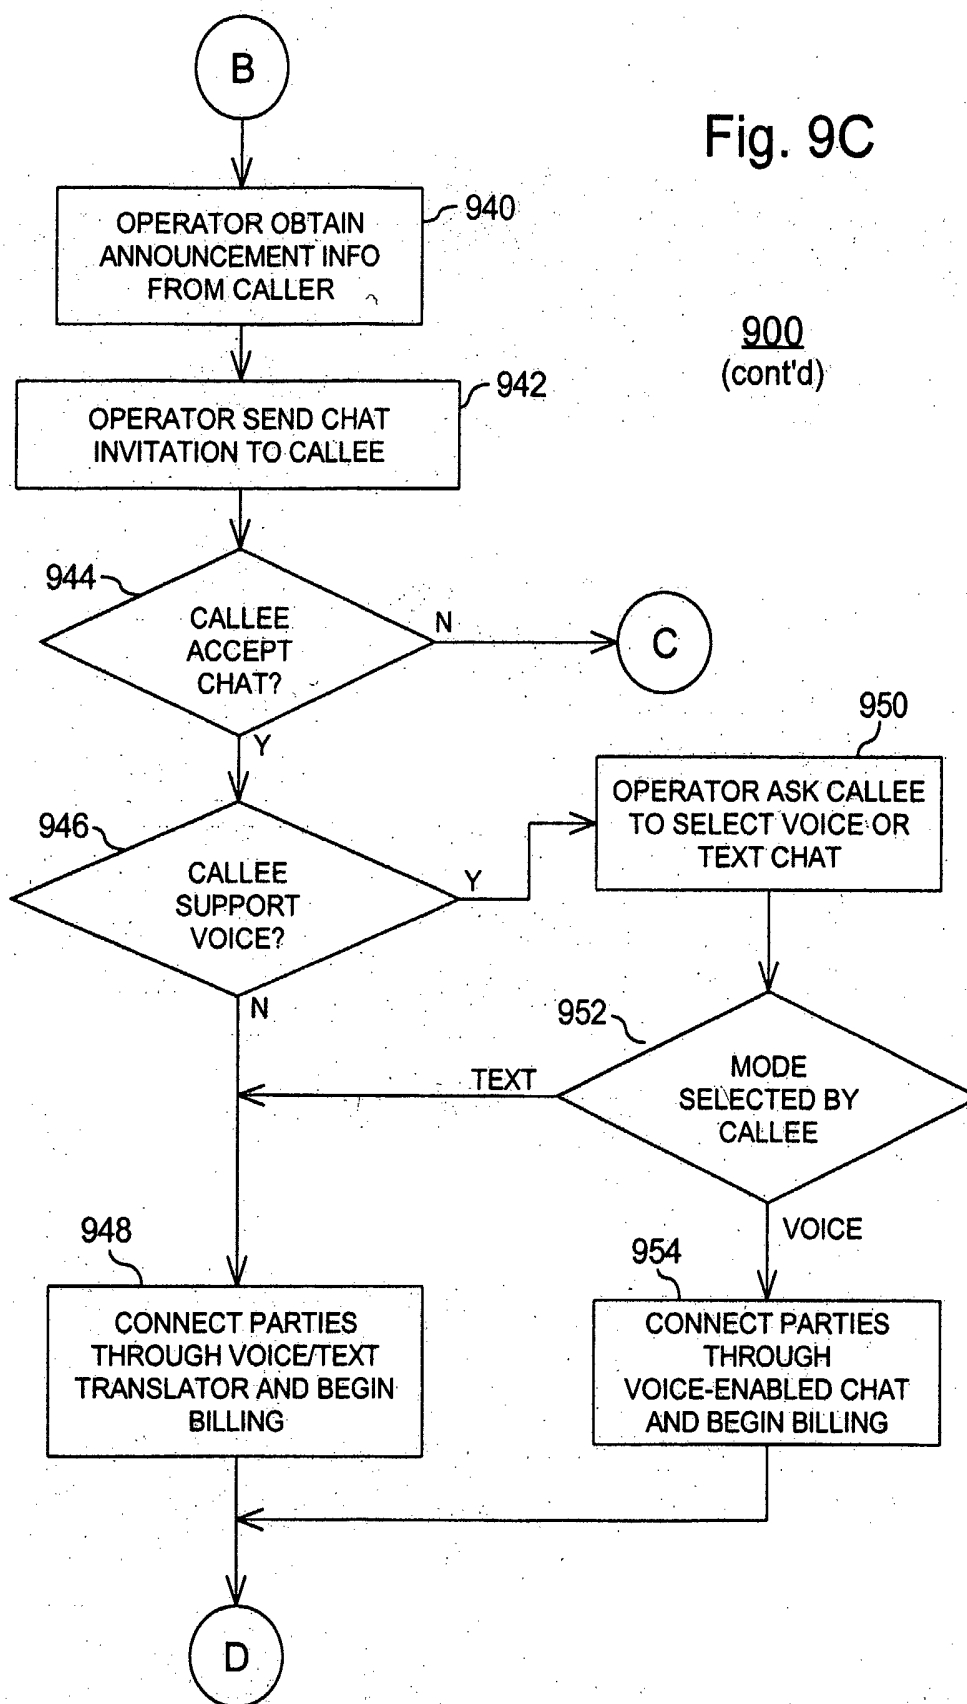 B
Fig. 9C
940
OPERATOR OBTAIN
ANNOUNCEMENT INFO
FROM CALLER
900
(cont'd)
942
OPERATOR SEND CHAT
INVITATION TO CALLEE
944
CALLEE
ACCEPT
CHAT?
N
C
Y
950
OPERATOR ASK CALLEE
TO SELECT VOICE OR
TEXT CHAT
946
CALLEE
SUPPORT
VOICE?
Y
N
952
MODE
SELECTED BY
CALLEE
TEXT
VOICE
948
CONNECT PARTIES
THROUGH VOICE/TEXT
TRANSLATOR AND BEGIN
BILLING
954
CONNECT PARTIES
THROUGH
VOICE-ENABLED CHAT
AND BEGIN BILLING
D